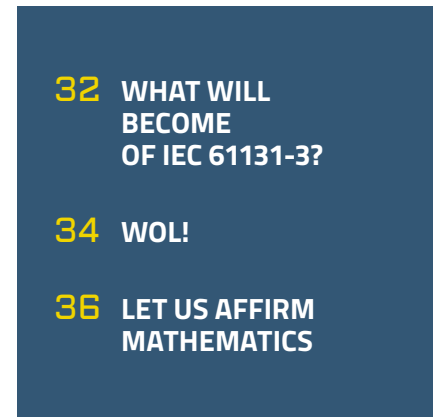 32 WHAT WILL
BECOME
OF IEC 61131-3?
34 WOL!
36 LET US AFFIRM
MATHEMATICS